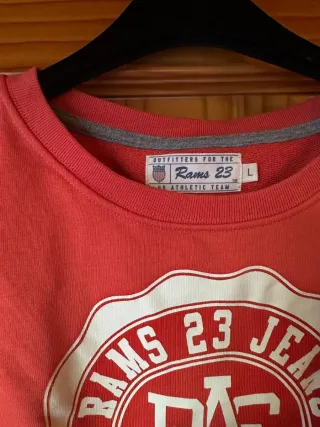 OUTFITTERS FOR THE
Rams 23
ATHLETIC TEAM
L
RAMS 23 JEANS